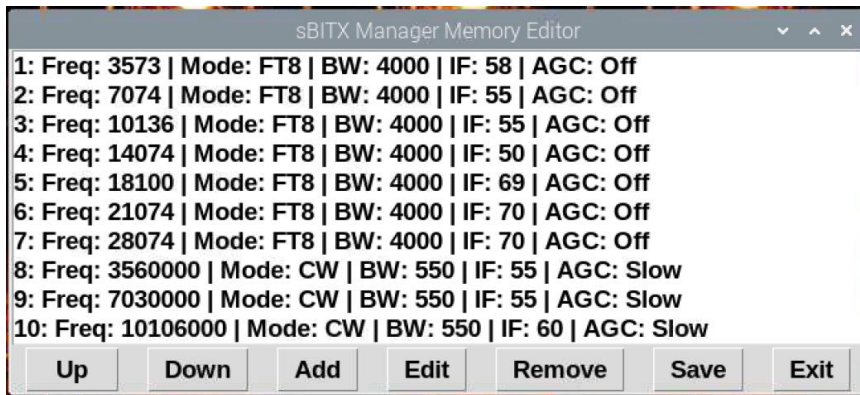 sBITX Manager Memory Editor
1: Freq: 3573 | Mode: FT8 | BW: 4000 | IF: 58 | AGC: Off
2: Freq: 7074 | Mode: FT8 | BW: 4000 | IF: 55 | AGC: Off
3: Freq: 10136 | Mode: FT8 | BW: 4000 | IF: 55 | AGC: Off
4: Freq: 14074 | Mode: FT8 | BW: 4000 | IF: 50 | AGC: Off
5: Freq: 18100 | Mode: FT8 | BW: 4000 | IF: 69 | AGC: Off
6: Freq: 21074 | Mode: FT8 | BW: 4000 | IF: 70 | AGC: Off
7: Freq: 28074 | Mode: FT8 | BW: 4000 | IF: 70 | AGC: Off
8: Freq: 3560000 | Mode: CW | BW: 550 | IF: 55 | AGC: Slow
9: Freq: 7030000 | Mode: CW | BW: 550 | IF: 55 | AGC: Slow
10: Freq: 10106000 | Mode: CW | BW: 550 | IF: 60 | AGC: Slow
Up Down Add Edit Remove Save Exit